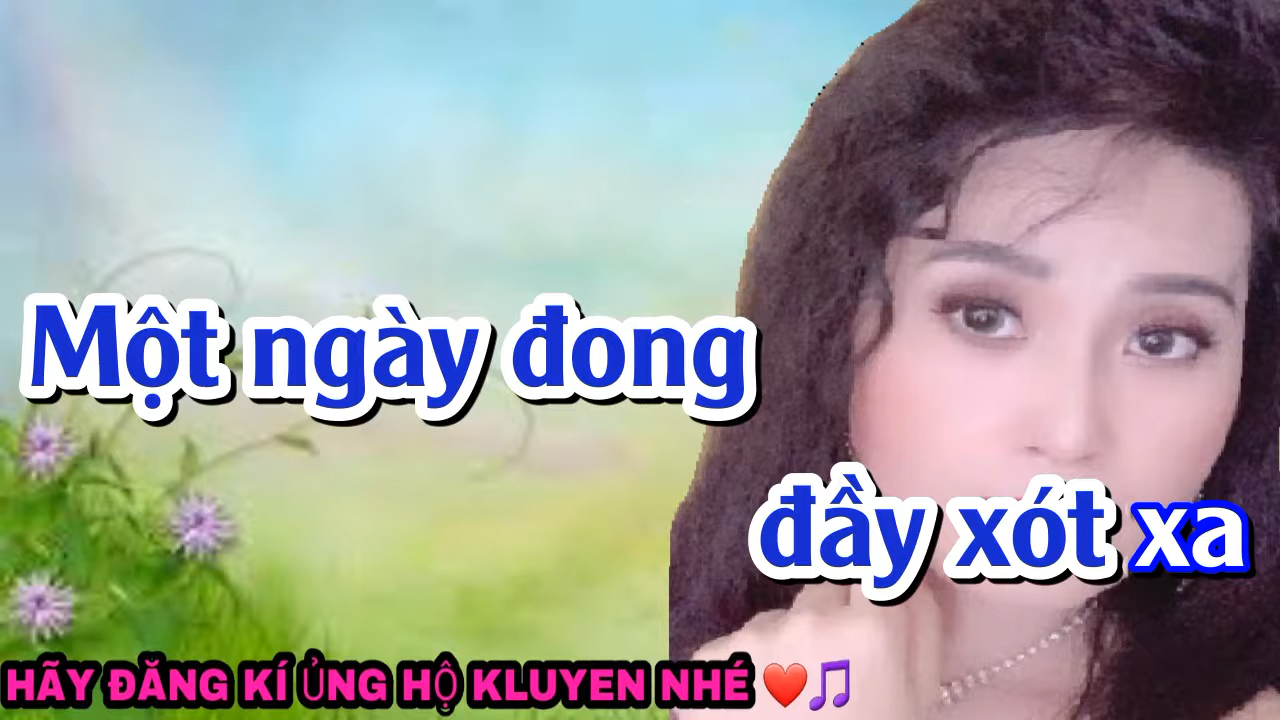 Một ngày đong
đầy xót xa
HÃY ĐĂNG KÍ ỦNG HỘ KLUYEN NHÉ ❤️🎵